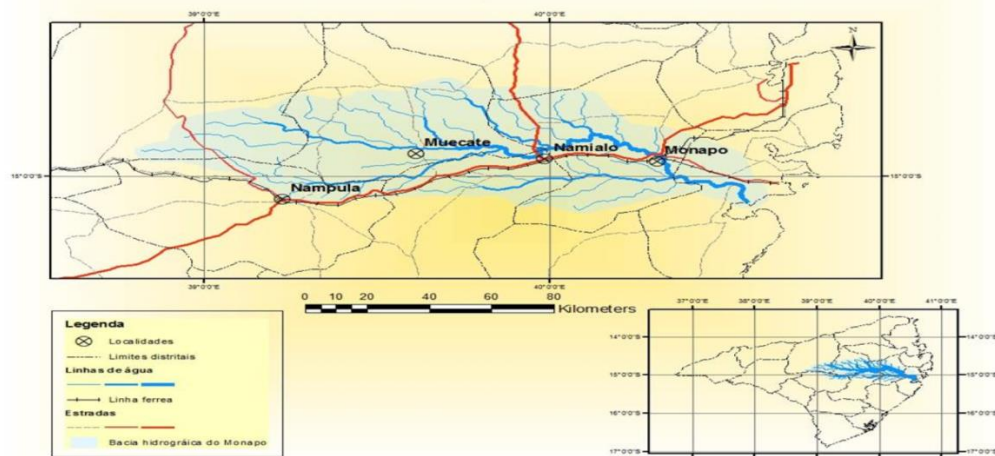 39°0'0"E 40°0'0"E
Muecate
Namialo
Monapo
15°0'0"S 15°0'0"S
Nampula
39°0'0"E 40°0'0"E
0 10 20 40 60 80
Kilometers
Legenda
Localidades
Limites distritais
Linhas de água
Linha ferrea
Estradas
Bacia hidrográica do Monapo
37°0'0"E 38°0'0"E 39°0'0"E 40°0'0"E 41°0'0"E
14°0'0"S 14°0'0"S
15°0'0"S 15°0'0"S
16°0'0"S 16°0'0"S
17°0'0"S 17°0'0"S